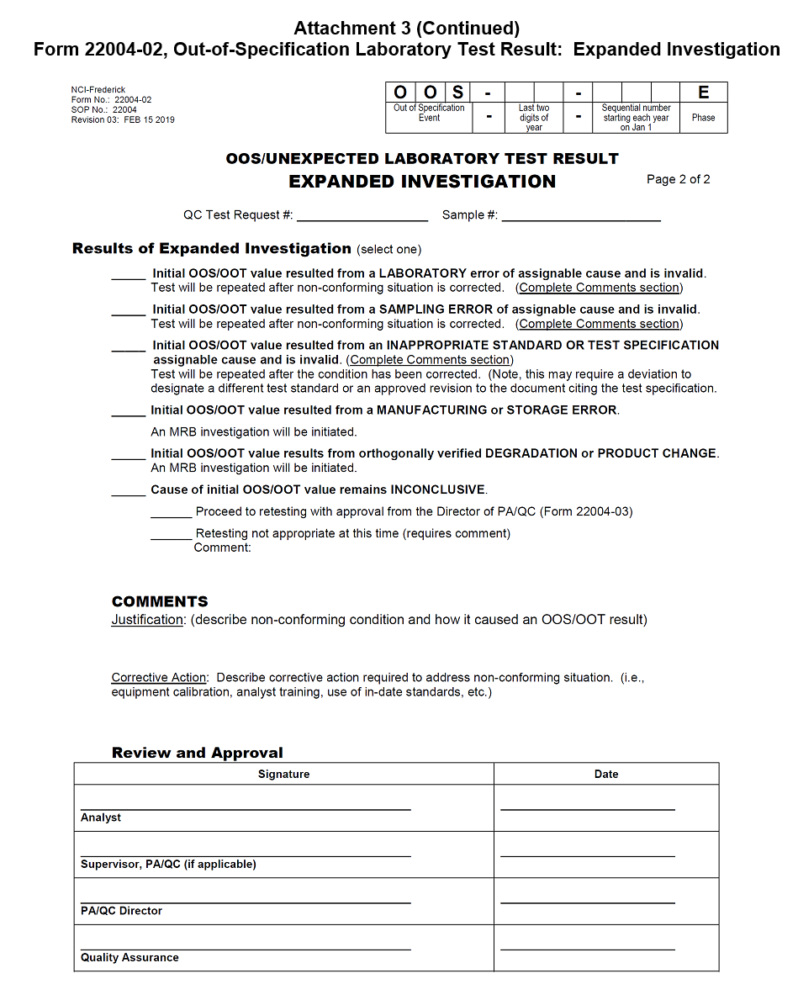 Attachment 3 (Continued)
Form 22004-02, Out-of-Specification Laboratory Test Result:  Expanded Investigation
NCI-Frederick
Form No.:  22004-02
SOP No.:  22004
Revision 03:  FEB 15 2019
O O S - - E
Out of Specification Event - Last two digits of year - Sequential number starting each year on Jan 1 Phase
OOS/UNEXPECTED LABORATORY TEST RESULT
EXPANDED INVESTIGATION
Page 2 of 2
QC Test Request #: ____________________ Sample #: ________________________
Results of Expanded Investigation (select one)
_____ Initial OOS/OOT value resulted from a LABORATORY error of assignable cause and is invalid.
Test will be repeated after non-conforming situation is corrected.   (Complete Comments section)
_____ Initial OOS/OOT value resulted from a SAMPLING ERROR of assignable cause and is invalid.
Test will be repeated after non-conforming situation is corrected.   (Complete Comments section)
_____ Initial OOS/OOT value resulted from an INAPPROPRIATE STANDARD OR TEST SPECIFICATION
assignable cause and is invalid. (Complete Comments section)
Test will be repeated after the condition has been corrected.  (Note, this may require a deviation to
designate a different test standard or an approved revision to the document citing the test specification.
_____ Initial OOS/OOT value resulted from a MANUFACTURING or STORAGE ERROR.
An MRB investigation will be initiated.
_____ Initial OOS/OOT value results from orthogonally verified DEGRADATION or PRODUCT CHANGE.
An MRB investigation will be initiated.
_____ Cause of initial OOS/OOT value remains INCONCLUSIVE.
______ Proceed to retesting with approval from the Director of PA/QC (Form 22004-03)
______ Retesting not appropriate at this time (requires comment)
Comment:
COMMENTS
Justification: (describe non-conforming condition and how it caused an OOS/OOT result)
Corrective Action:  Describe corrective action required to address non-conforming situation.  (i.e.,
equipment calibration, analyst training, use of in-date standards, etc.)
Review and Approval
Signature Date
Analyst
Supervisor, PA/QC (if applicable)
PA/QC Director
Quality Assurance